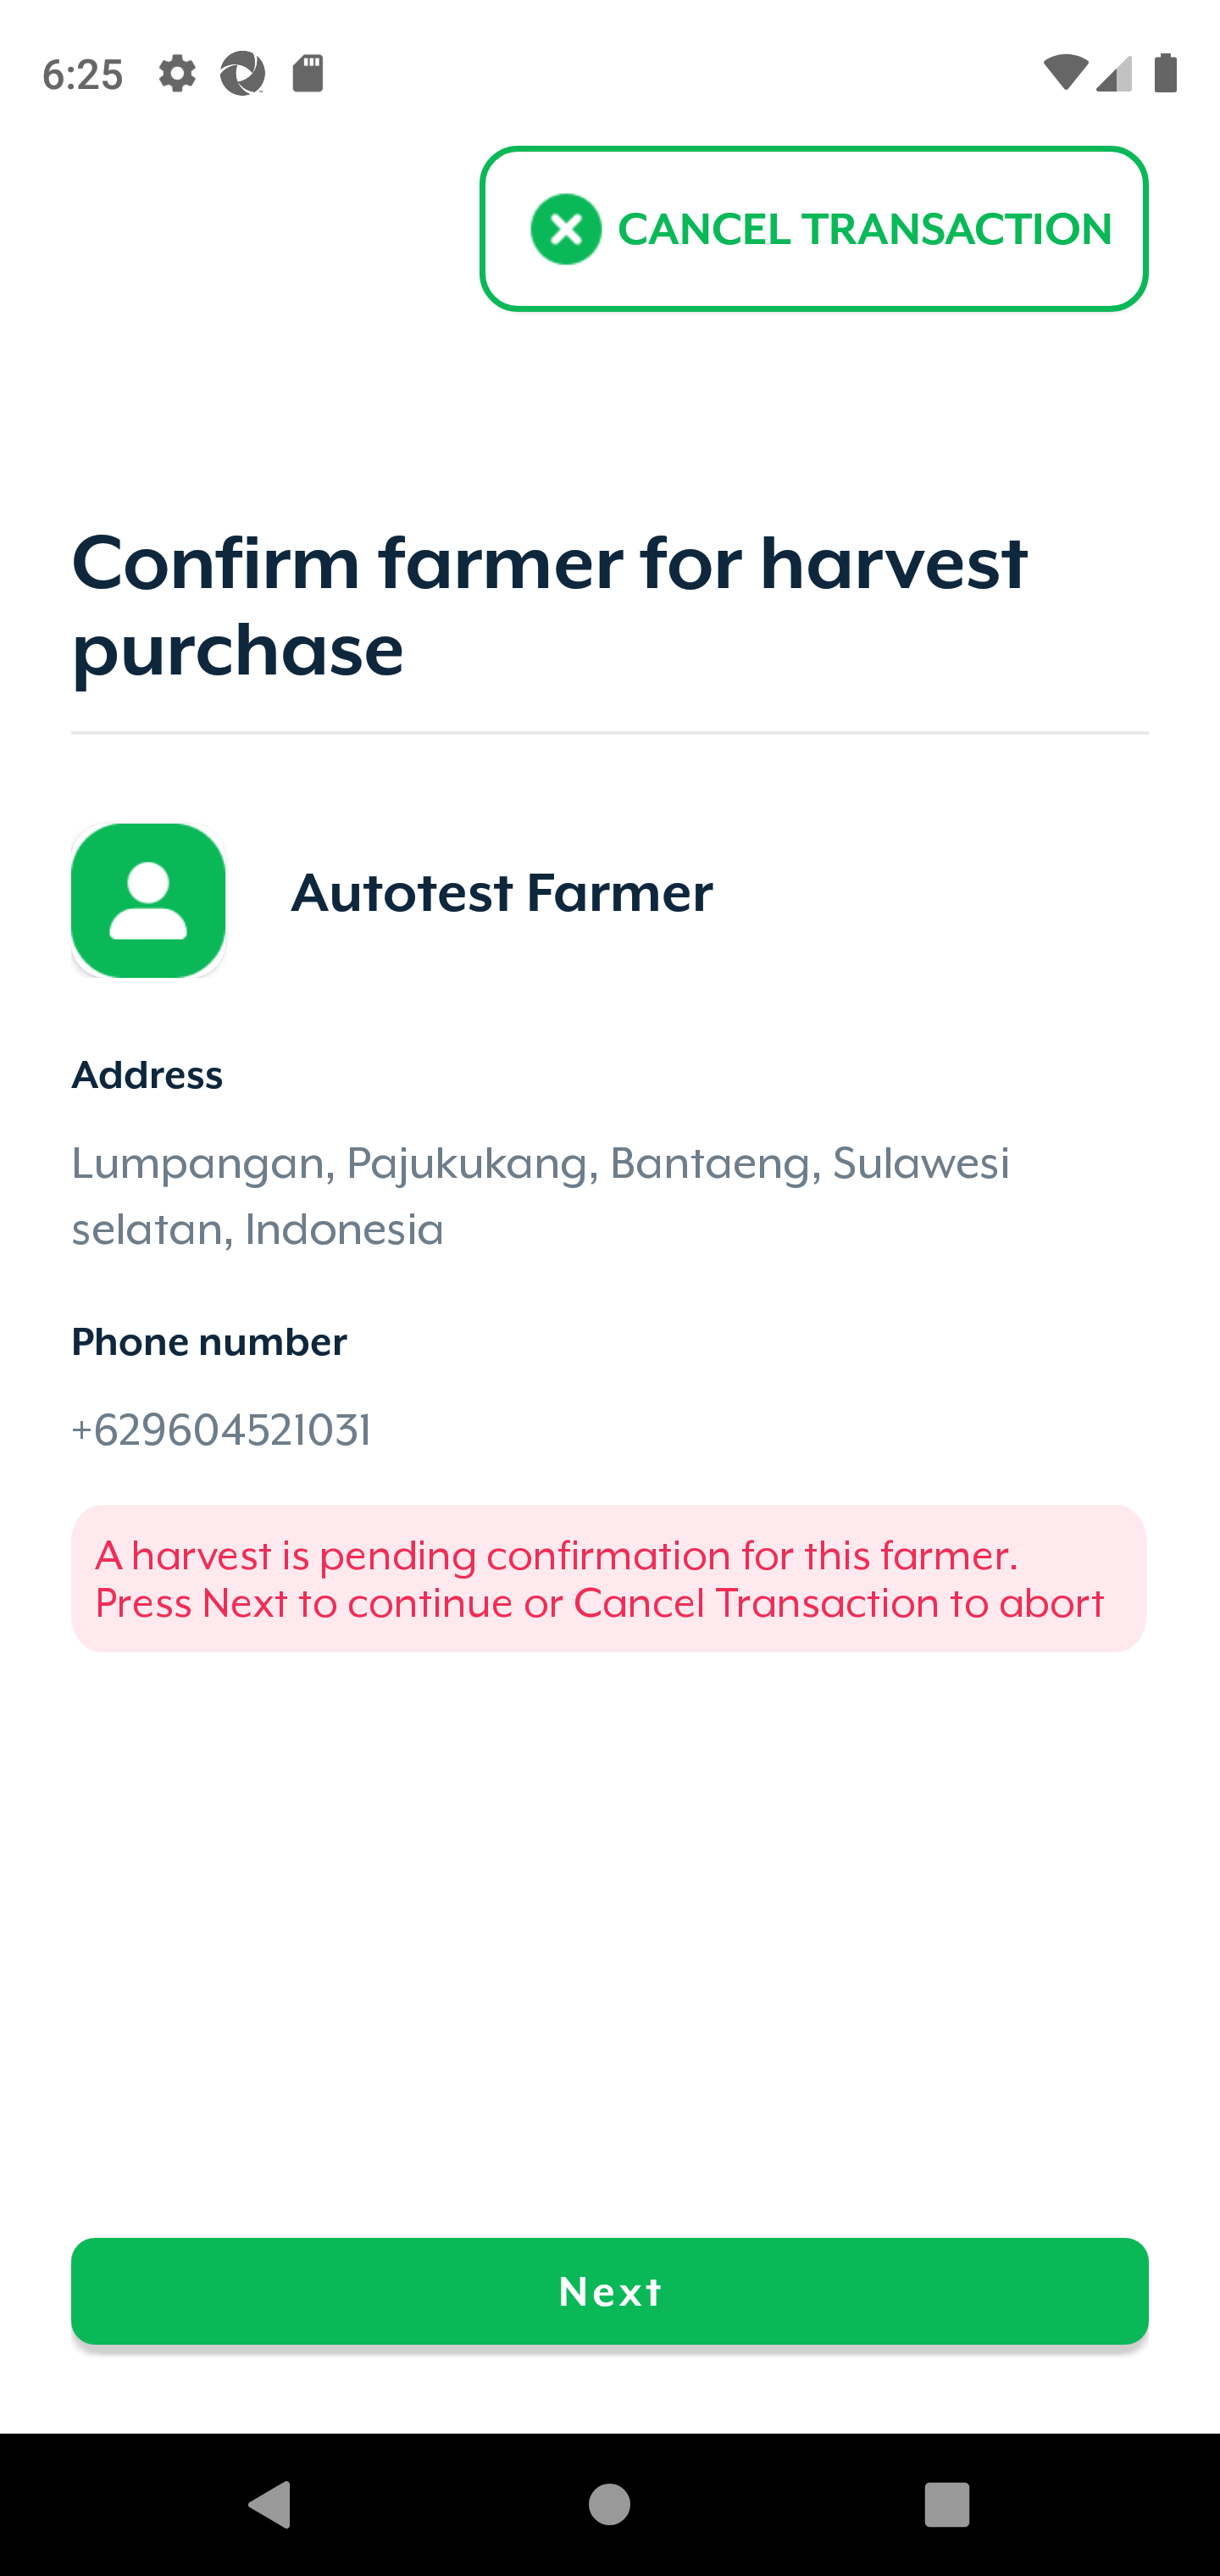 6:25
CANCEL TRANSACTION
Confirm farmer for harvest
purchase
Autotest Farmer
Address
Lumpangan, Pajukukang, Bantaeng, Sulawesi
selatan, Indonesia
Phone number
+629604521031
A harvest is pending confirmation for this farmer.
Press Next to continue or Cancel Transaction to abort
Next